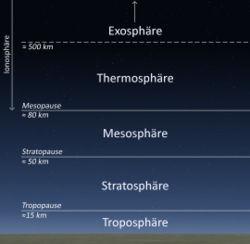 Exosphäre
≈ 500 km
Ionosphäre
Thermosphäre
Mesopause
≈ 80 km
Mesosphäre
Stratopause
≈ 50 km
Stratosphäre
Tropopause
≈15 km
Troposphäre